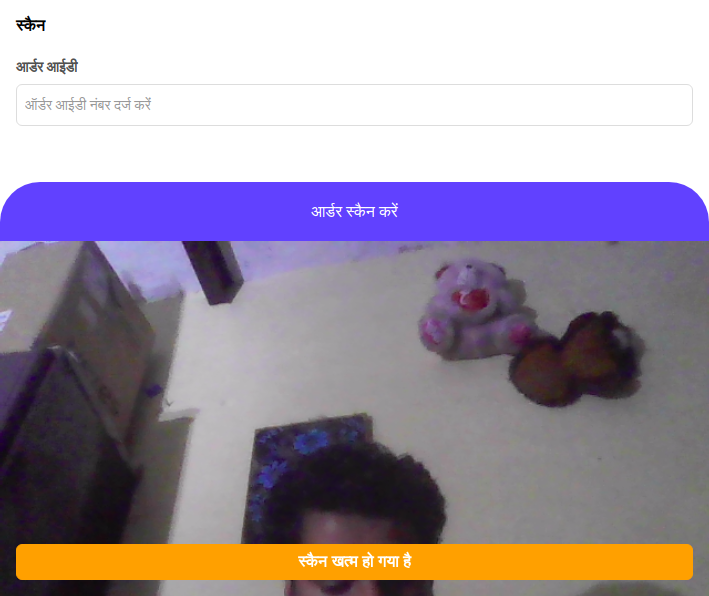 स्कैन
आर्डर आईडी
ऑर्डर आईडी नंबर दर्ज करें
आर्डर स्कैन करें
स्कैन खत्म हो गया है